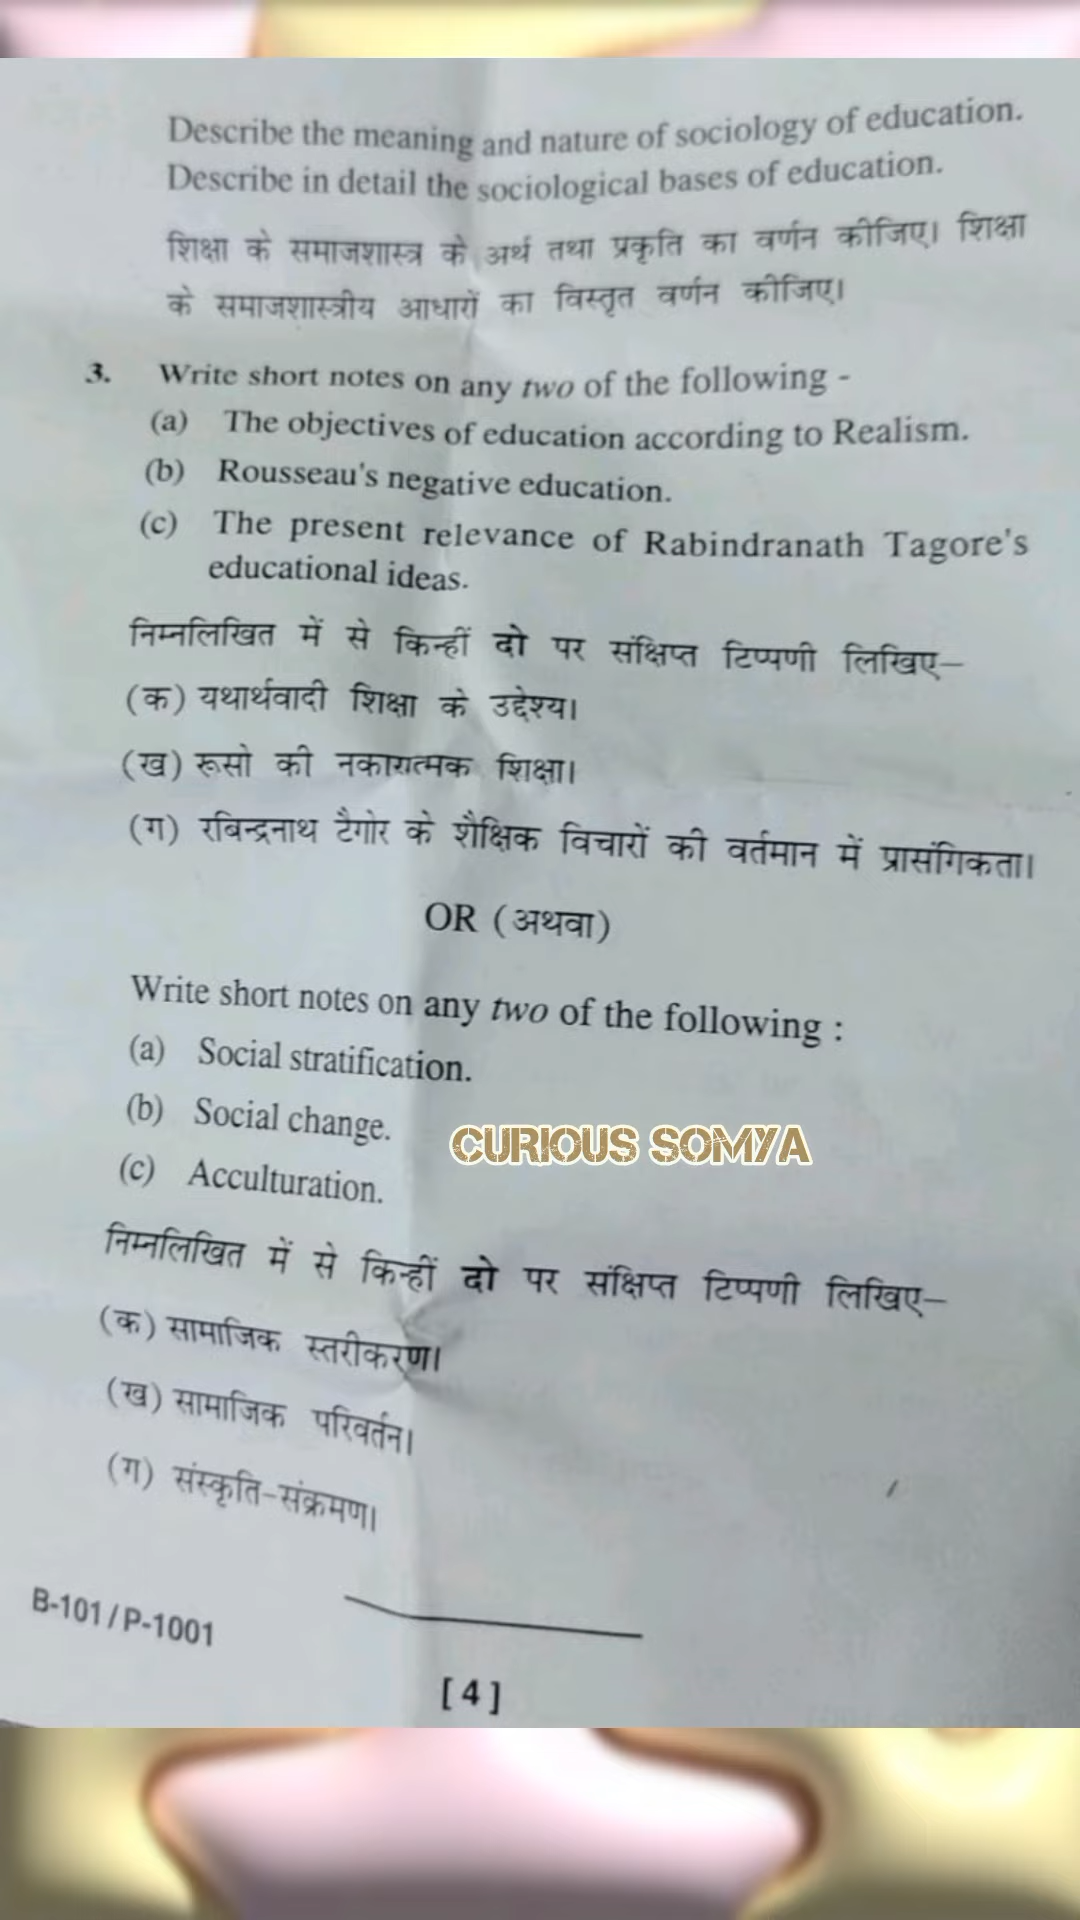 Describe the meaning and nature of sociology of education.
Describe in detail the sociological bases of education.
शिक्षा के समाजशास्त्र के अर्थ तथा प्रकृति का वर्णन कीजिए। शिक्षा
के समाजशास्त्रीय आधारों का विस्तृत वर्णन कीजिए।
3. Write short notes on any two of the following -
(a) The objectives of education according to Realism.
(b) Rousseau's negative education.
(c) The present relevance of Rabindranath Tagore's
educational ideas.
निम्नलिखित में से किन्हीं दो पर संक्षिप्त टिप्पणी लिखिए–
(क) यथार्थवादी शिक्षा के उद्देश्य।
(ख) रूसो की नकारात्मक शिक्षा।
(ग) रबिन्द्रनाथ टैगोर के शैक्षिक विचारों की वर्तमान में प्रासंगिकता।
OR (अथवा)
Write short notes on any two of the following :
(a) Social stratification.
(b) Social change.
CURIOUS SOMYA
(c) Acculturation.
निम्नलिखित में से किन्हीं दो पर संक्षिप्त टिप्पणी लिखिए–
(क) सामाजिक स्तरीकरण।
(ख) सामाजिक परिवर्तन।
(ग) संस्कृति-संक्रमण।
B-101/P-1001
[4]